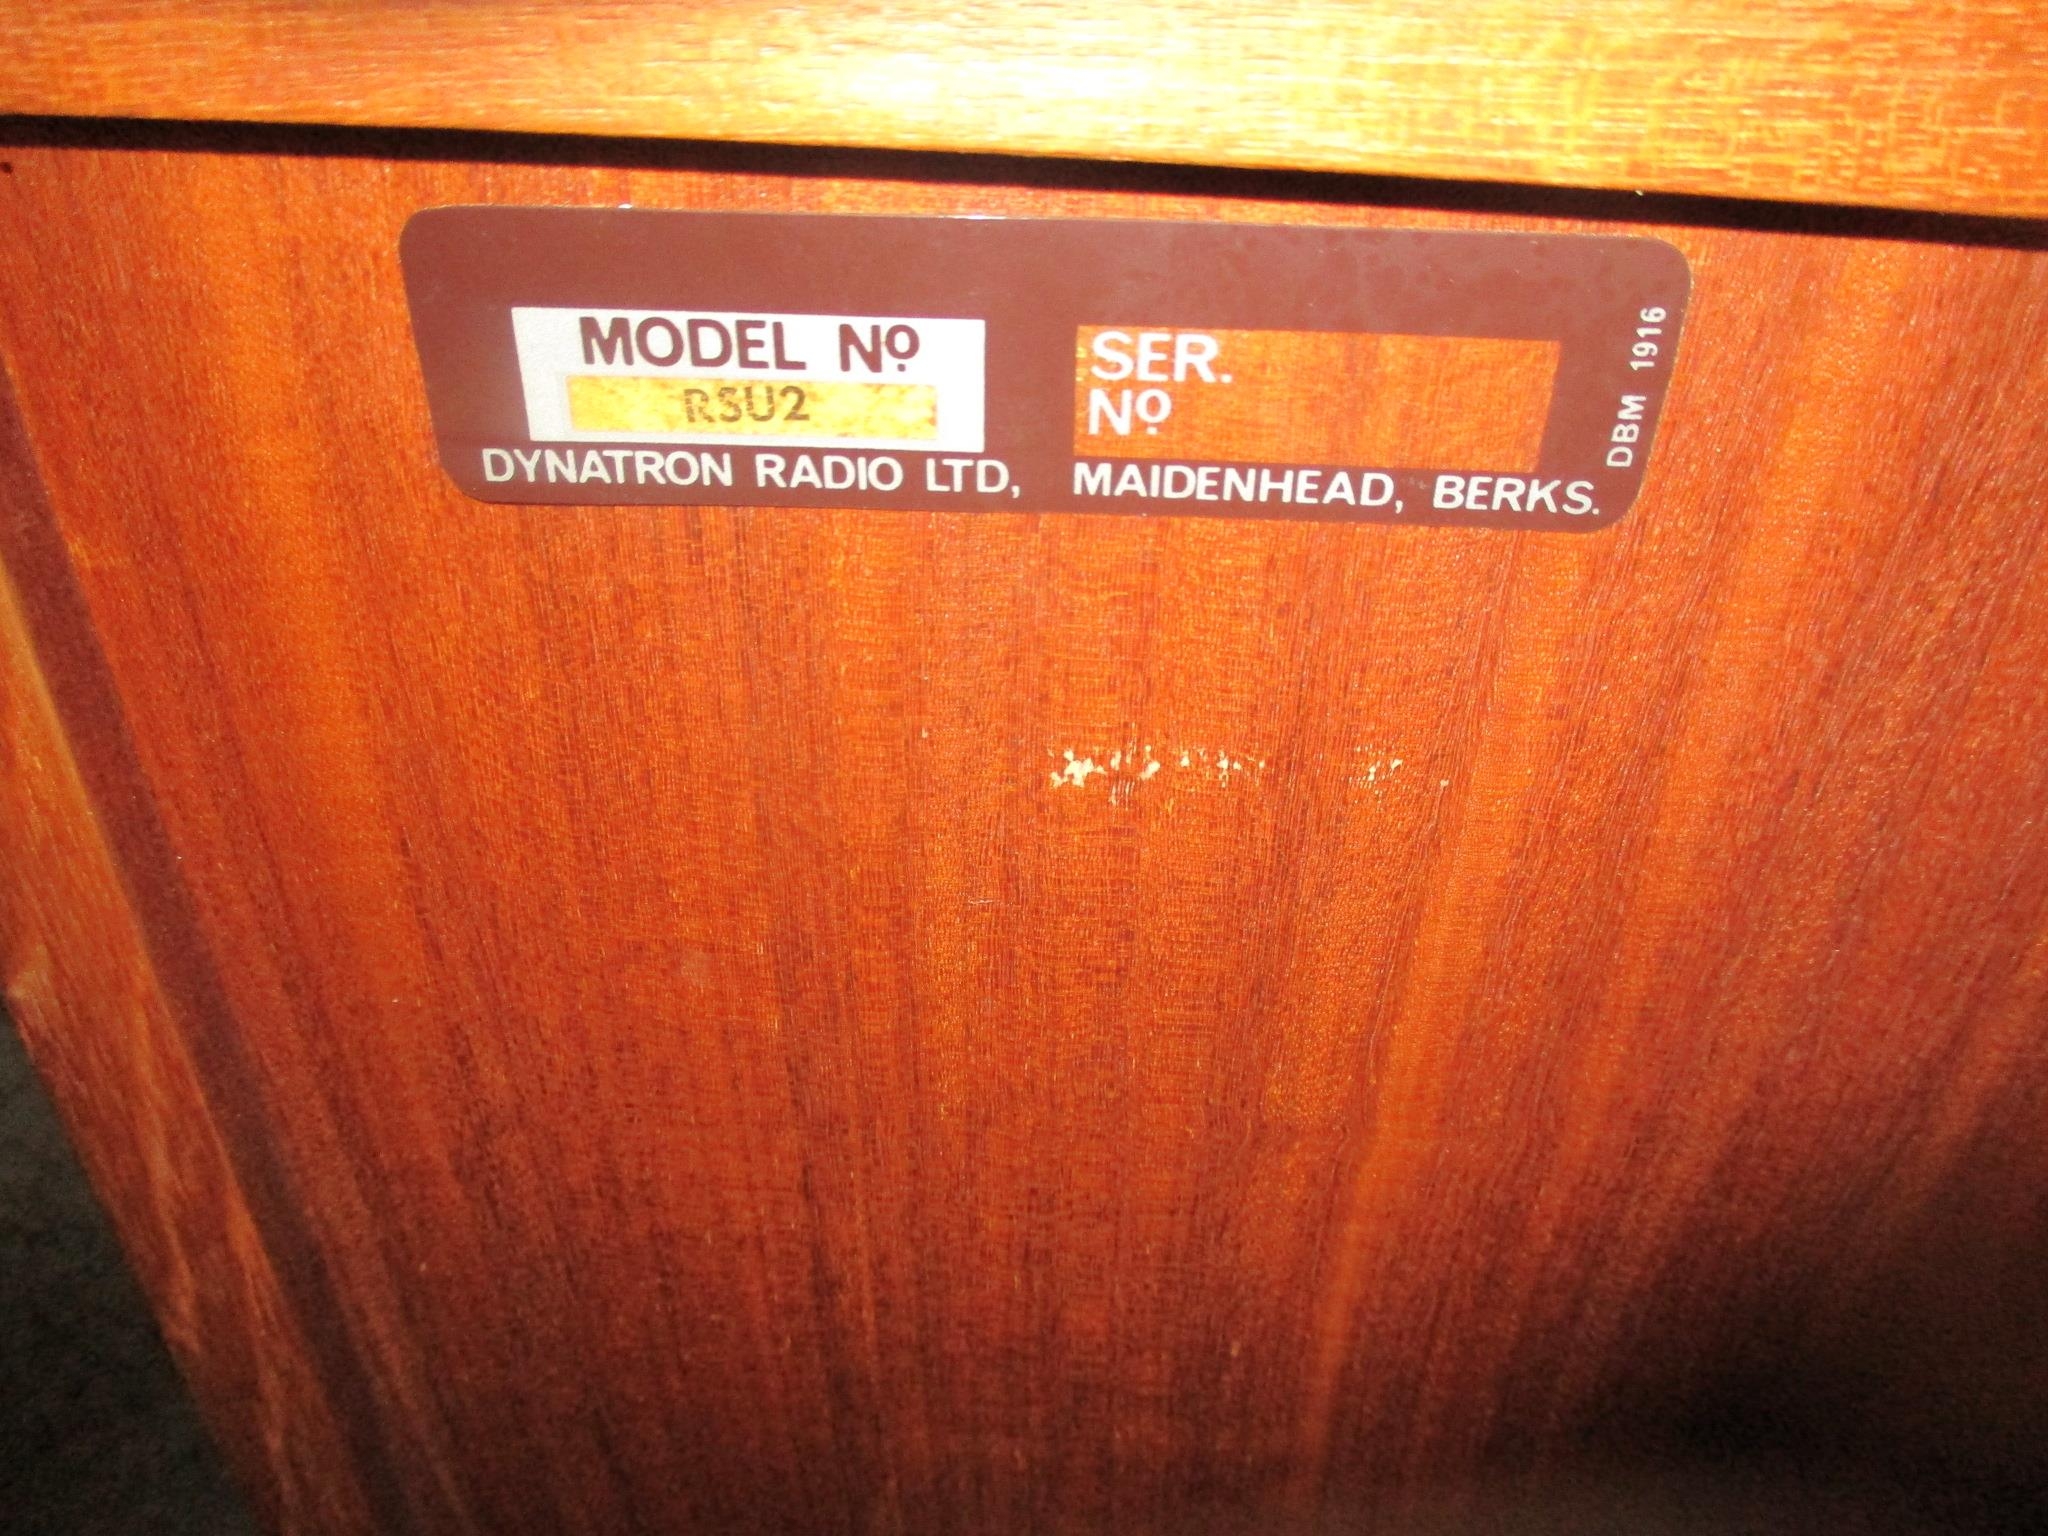 MODEL Nº
RSU2
SER.
Nº
DYNATRON RADIO LTD, MAIDENHEAD, BERKS.
DBM 1916